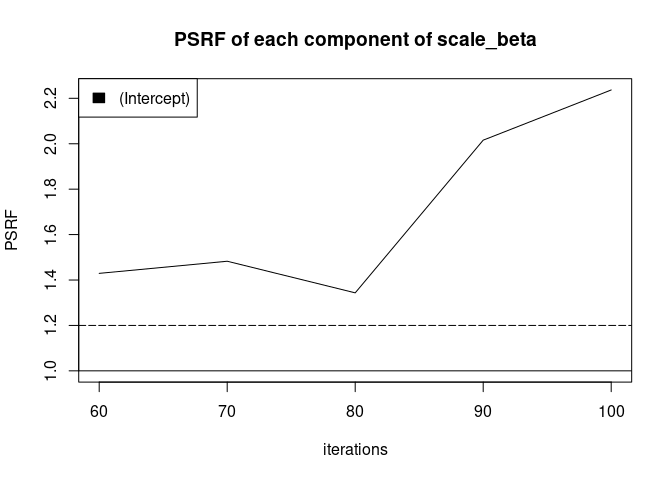 PSRF of each component of scale_beta
(Intercept)
PSRF
2.2
2.0
1.8
1.6
1.4
1.2
1.0
60 70 80 90 100
iterations